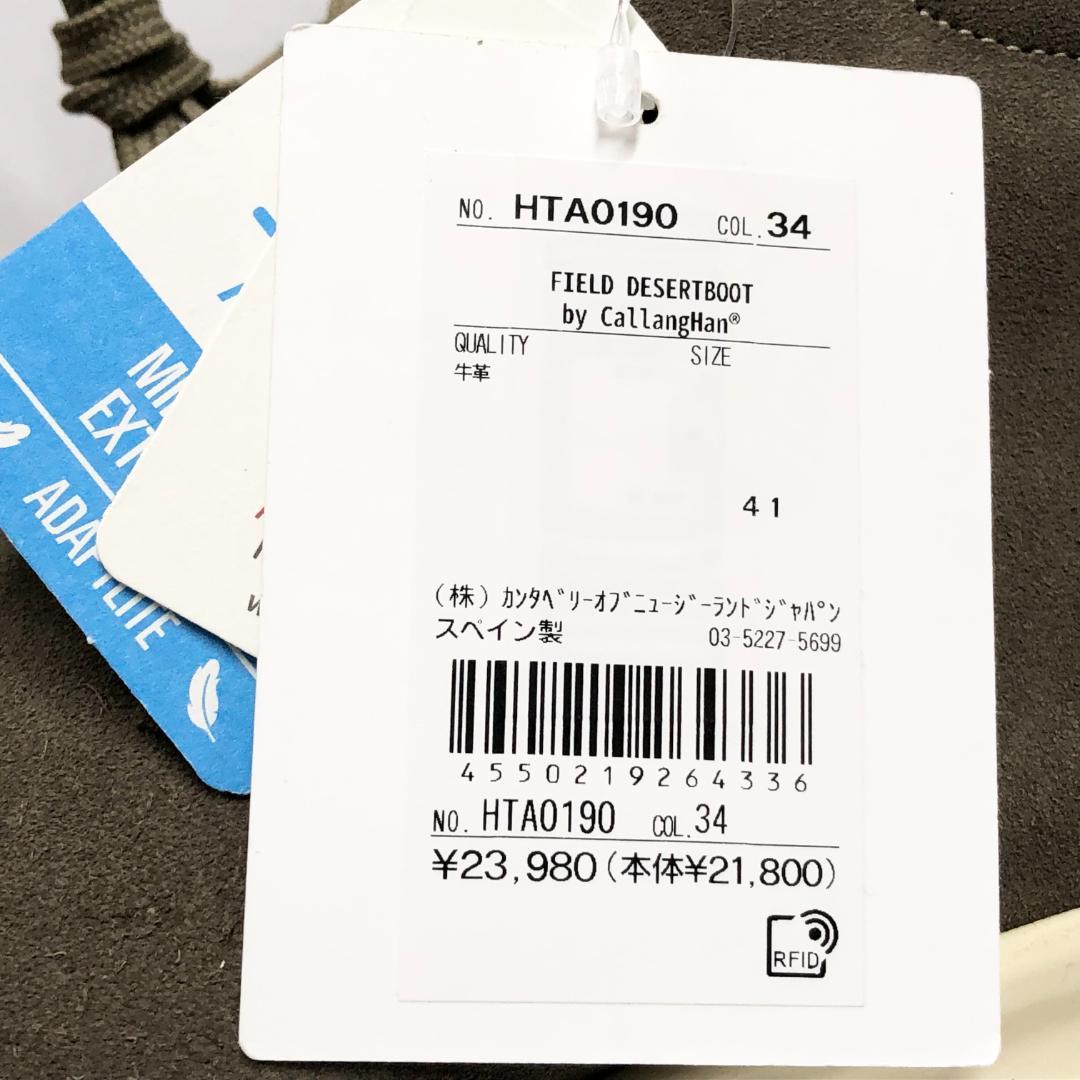 NO. HTA0190 COL. 34
FIELD DESERTBOOT
by CallangHan®
QUALITY SIZE
牛革
41
(株)ｶﾝﾀﾍﾞﾘｰｵﾌﾞﾆｭｰｼﾞｰﾗﾝﾄﾞｼﾞｬﾊﾟﾝ
スペイン製 03-5227-5699
4550219264336
NO. HTA0190 COL. 34
¥23,980(本体¥21,800)
RFID